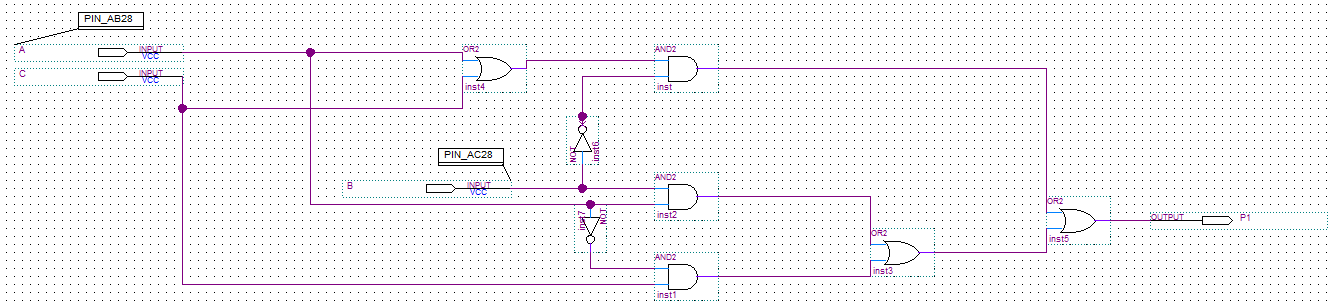 PIN_AB28
A INPUT
VCC
C INPUT
VCC
OR2
inst4
AND2
inst
NOT
inst6
PIN_AC28
B INPUT
VCC
AND2
inst2
inst7
NOT
AND2
inst1
OR2
inst3
OR2
inst5
OUTPUT P1